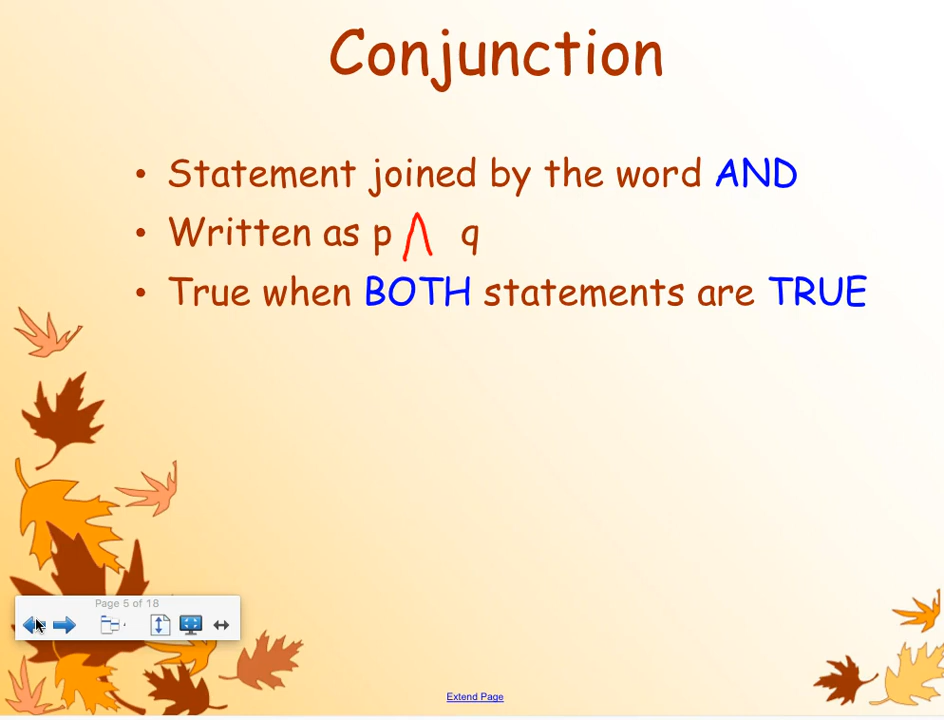 Conjunction
• Statement joined by the word AND
• Written as p ∧ q
• True when BOTH statements are TRUE
Page 5 of 18
Extend Page